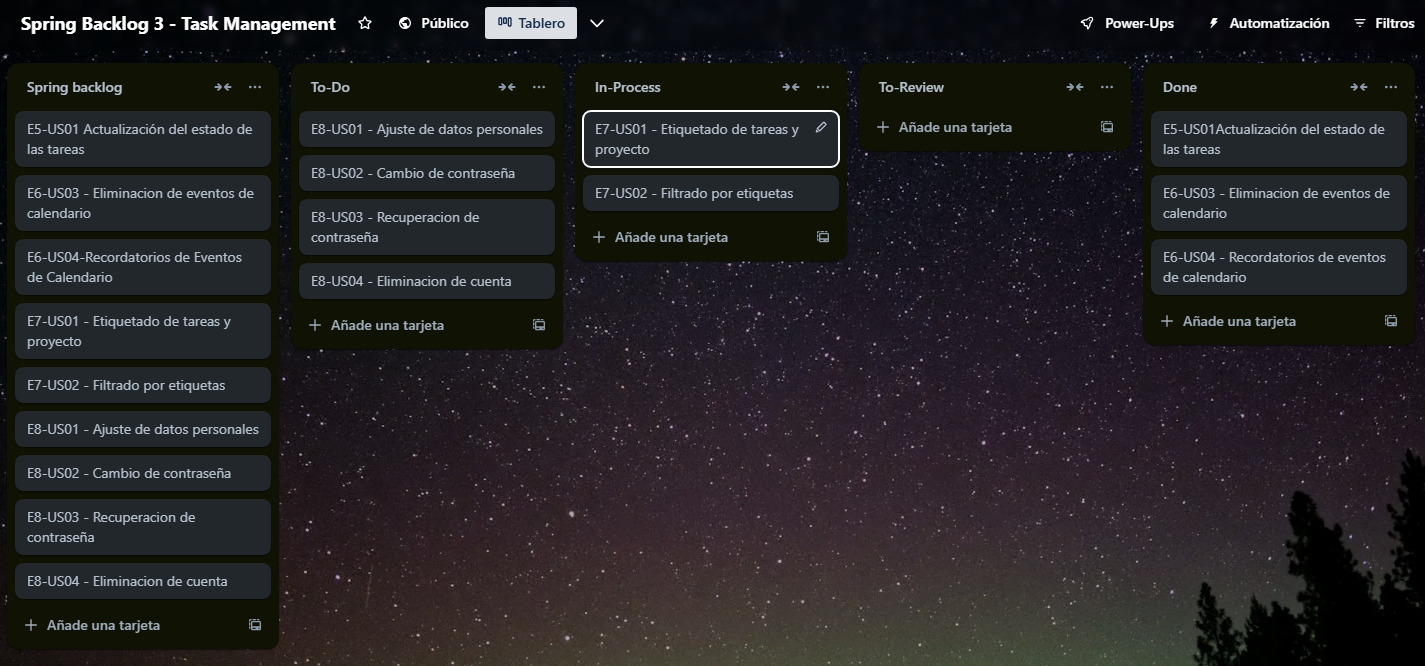 Spring Backlog 3 - Task Management
Público
Tablero
Power-Ups
Automatización
Filtros
Spring backlog
E5-US01 Actualización del estado de
las tareas
E6-US03 - Eliminacion de eventos de
calendario
E6-US04-Recordatorios de Eventos
de Calendario
E7-US01 - Etiquetado de tareas y
proyecto
E7-US02 - Filtrado por etiquetas
E8-US01 - Ajuste de datos personales
E8-US02 - Cambio de contraseña
E8-US03 - Recuperacion de
contraseña
E8-US04 - Eliminacion de cuenta
Añade una tarjeta
To-Do
E8-US01 - Ajuste de datos personales
E8-US02 - Cambio de contraseña
E8-US03 - Recuperacion de
contraseña
E8-US04 - Eliminacion de cuenta
Añade una tarjeta
In-Process
E7-US01 - Etiquetado de tareas y
proyecto
E7-US02 - Filtrado por etiquetas
Añade una tarjeta
To-Review
Añade una tarjeta
Done
E5-US01Actualización del estado de
las tareas
E6-US03 - Eliminacion de eventos de
calendario
E6-US04 - Recordatorios de eventos
de calendario
Añade una tarjeta